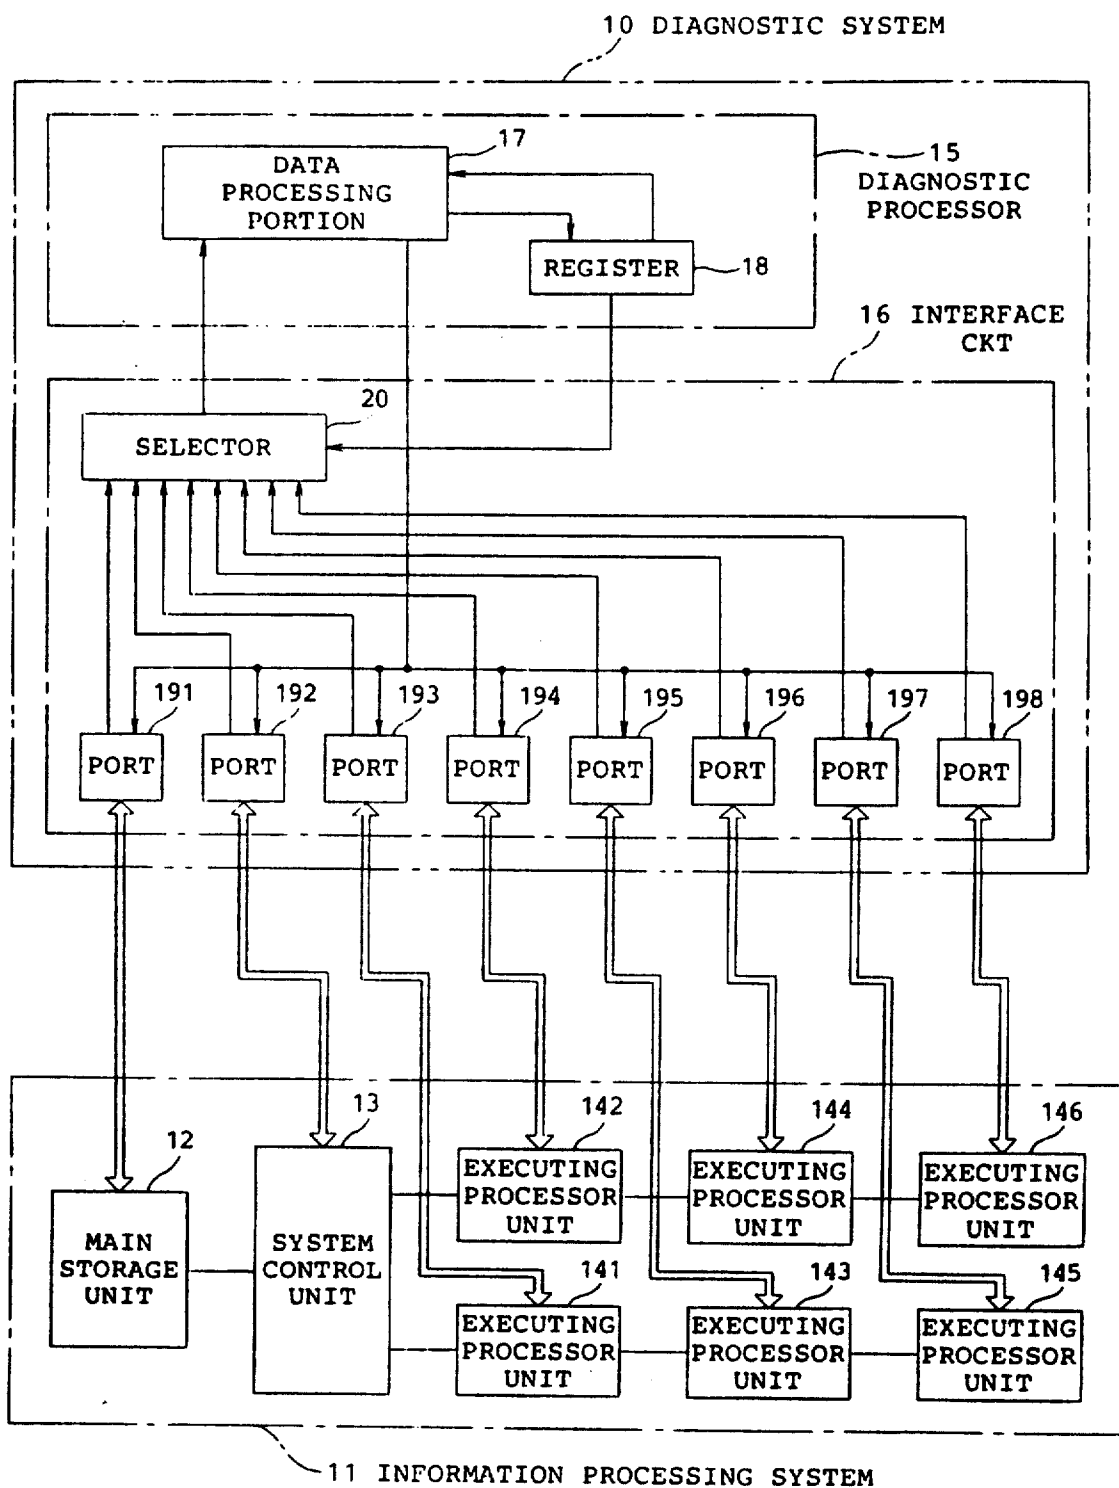 10 DIAGNOSTIC SYSTEM
17
DATA
PROCESSING
PORTION
15
DIAGNOSTIC
PROCESSOR
REGISTER
18
16 INTERFACE
CKT
20
SELECTOR
191
192
193
194
195
196
197
198
PORT
PORT
PORT
PORT
PORT
PORT
PORT
PORT
12
13
142
144
146
MAIN
STORAGE
UNIT
SYSTEM
CONTROL
UNIT
EXECUTING
PROCESSOR
UNIT
EXECUTING
PROCESSOR
UNIT
EXECUTING
PROCESSOR
UNIT
141
143
145
EXECUTING
PROCESSOR
UNIT
EXECUTING
PROCESSOR
UNIT
EXECUTING
PROCESSOR
UNIT
11 INFORMATION PROCESSING SYSTEM